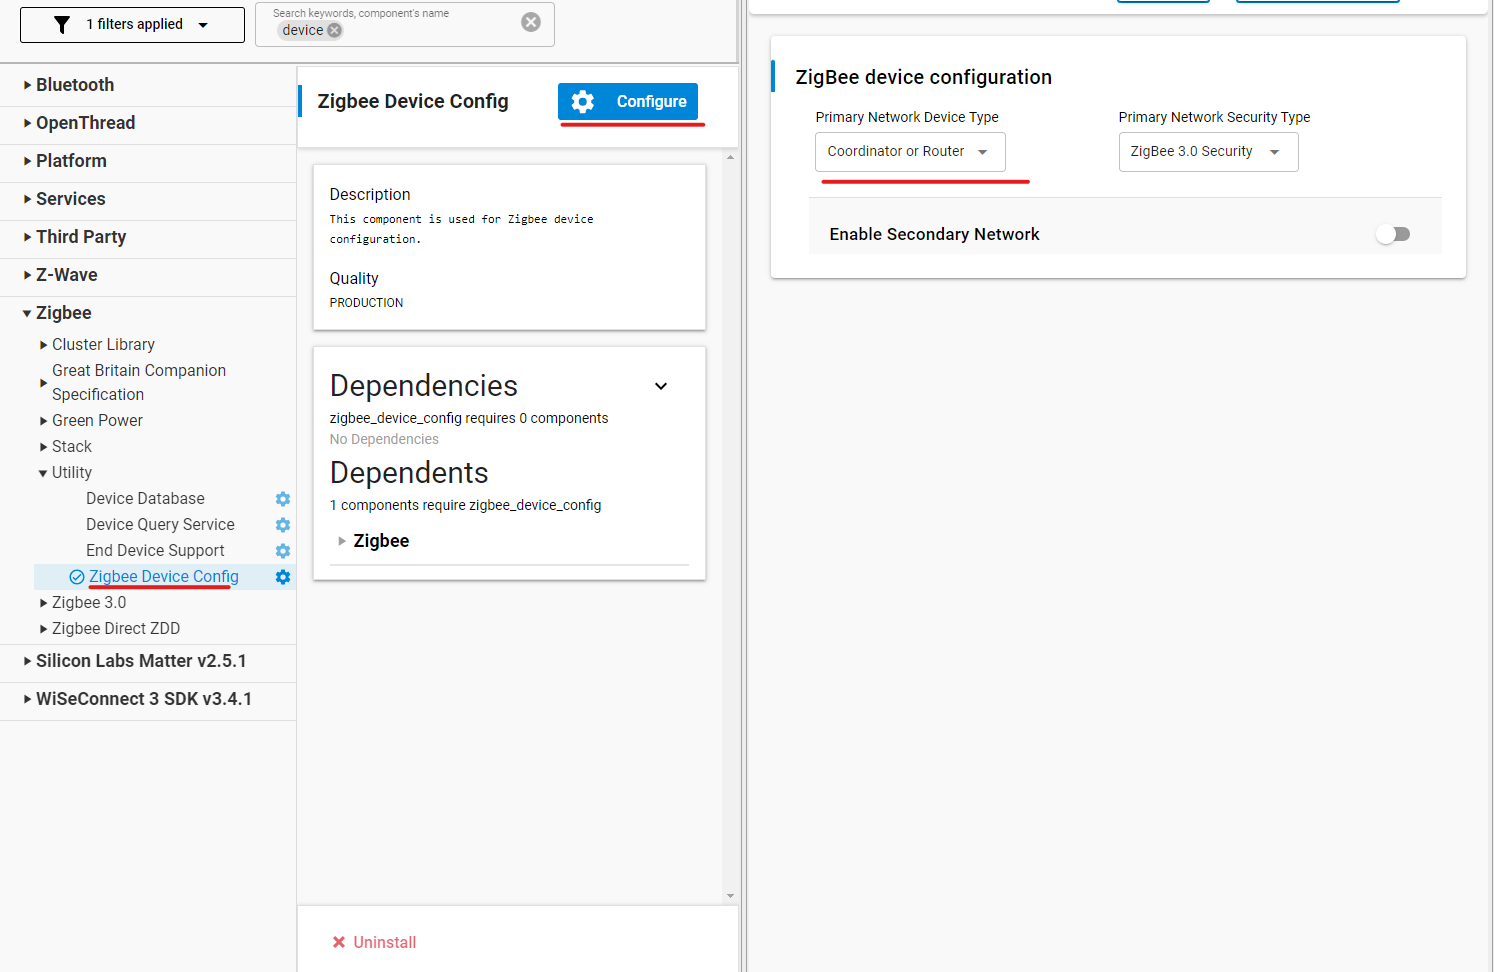 1 filters applied
Search keywords, component's name
device
Bluetooth
OpenThread
Platform
Services
Third Party
Z-Wave
Zigbee
Cluster Library
Great Britain Companion
Specification
Green Power
Stack
Utility
Device Database
Device Query Service
End Device Support
Zigbee Device Config
Zigbee 3.0
Zigbee Direct ZDD
Silicon Labs Matter v2.5.1
WiSeConnect 3 SDK v3.4.1
Zigbee Device Config
Configure
Description
This component is used for Zigbee device
configuration.
Quality
PRODUCTION
Dependencies
zigbee_device_config requires 0 components
No Dependencies
Dependents
1 components require zigbee_device_config
Zigbee
Uninstall
ZigBee device configuration
Primary Network Device Type
Coordinator or Router
Primary Network Security Type
ZigBee 3.0 Security
Enable Secondary Network